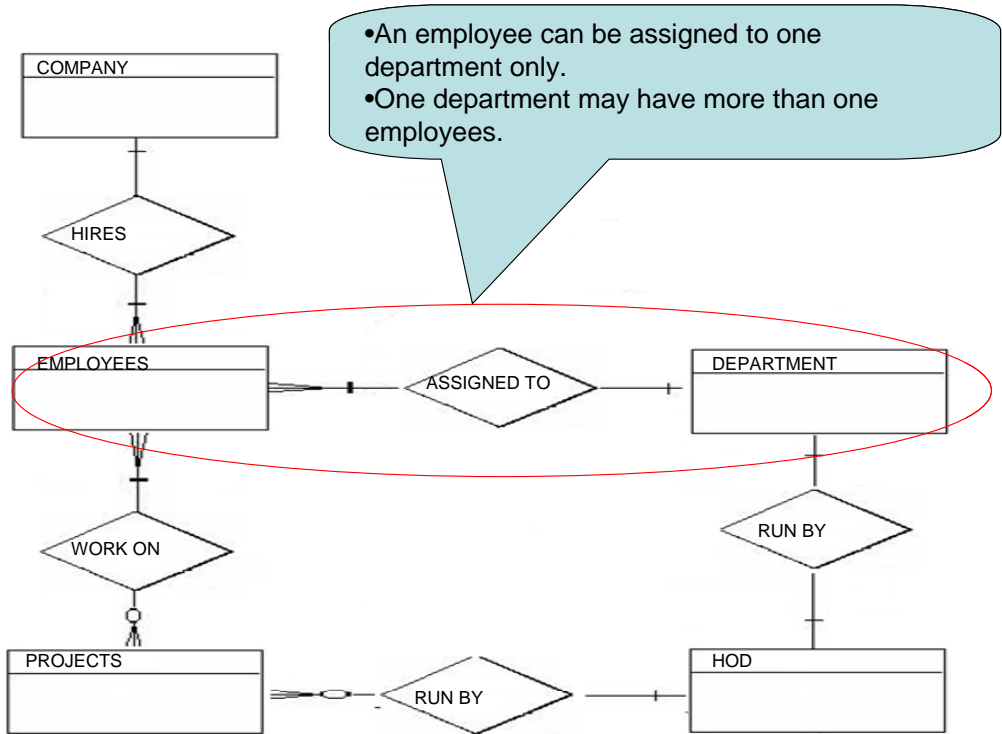 •An employee can be assigned to one
department only.
•One department may have more than one
employees.
COMPANY
HIRES
EMPLOYEES
ASSIGNED TO
DEPARTMENT
WORK ON
RUN BY
PROJECTS
RUN BY
HOD